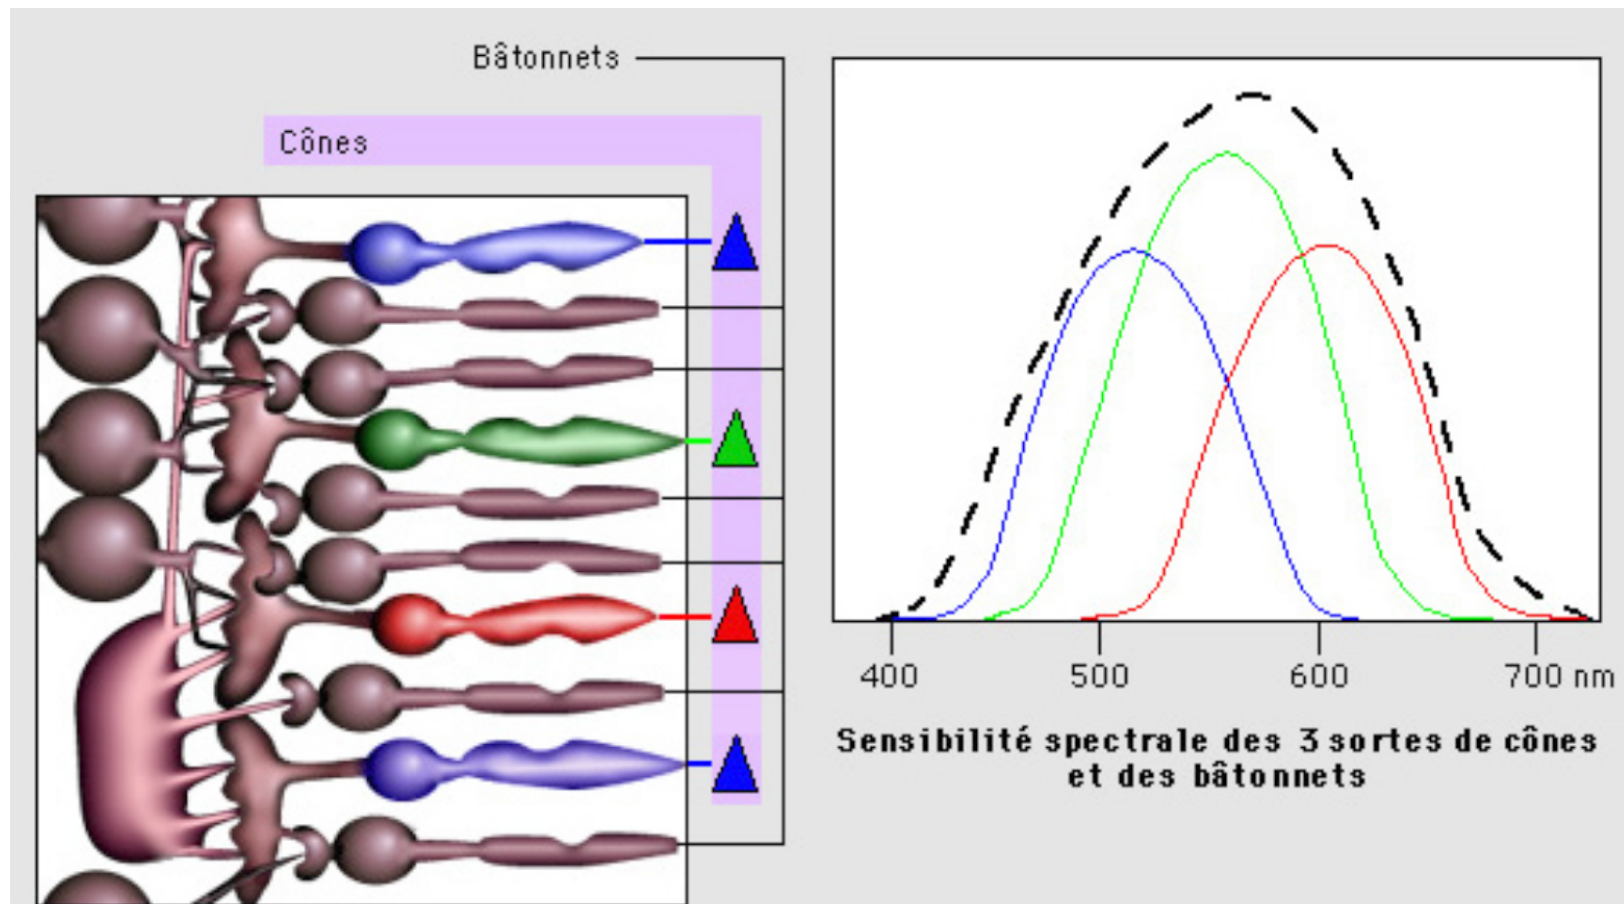 Bâtonnets
Cônes
400 500 600 700 nm
Sensibilité spectrale des 3 sortes de cônes
et des bâtonnets